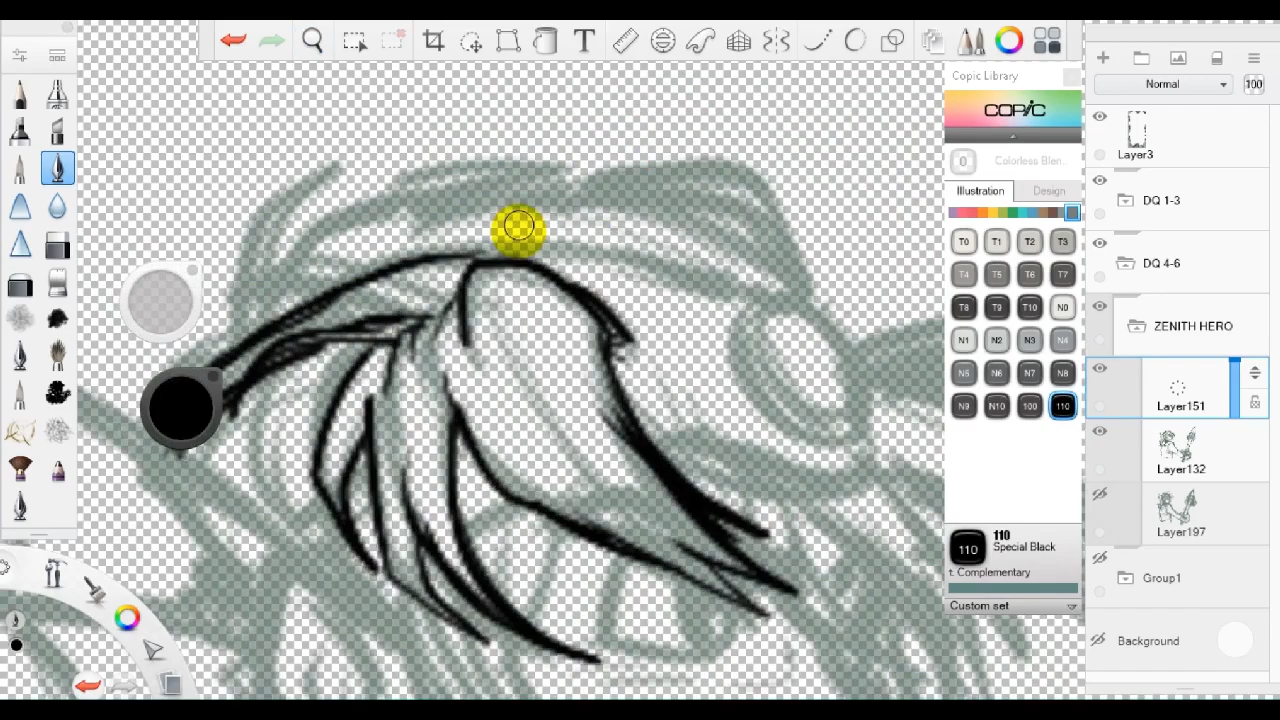 T
Copic Library
COPIC
0 Colorless Blen...
Illustration Design
T0 T1 T2 T3
T4 T5 T6 T7
T8 T9 T10 N0
N1 N2 N3 N4
N5 N6 N7 N8
N9 N10 100 110
110
110
Special Black
t. Complementary
Custom set
Normal 100
Layer3
DQ 1-3
DQ 4-6
ZENITH HERO
Layer151
Layer132
Layer197
Group1
Background